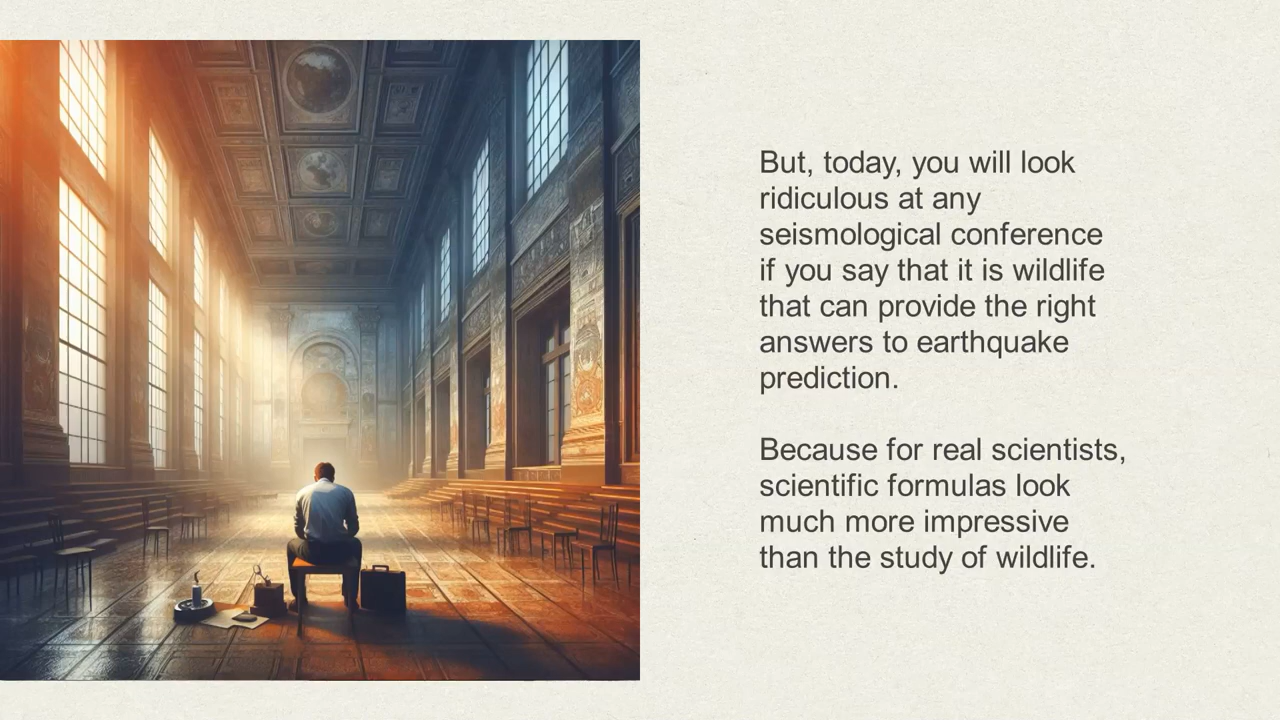 But, today, you will look
ridiculous at any
seismological conference
if you say that it is wildlife
that can provide the right
answers to earthquake
prediction.
Because for real scientists,
scientific formulas look
much more impressive
than the study of wildlife.